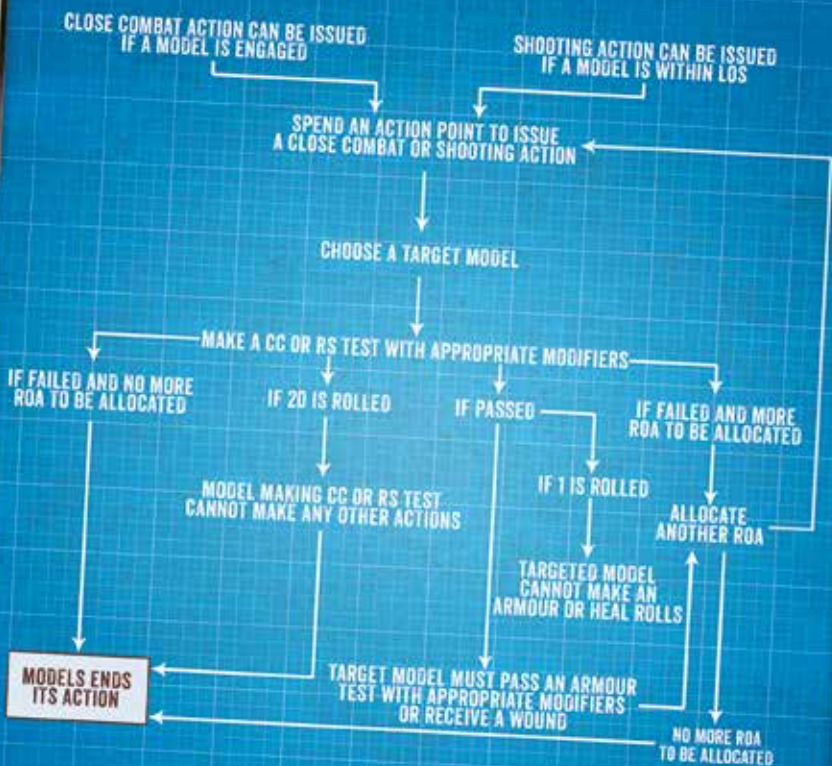 CLOSE COMBAT ACTION CAN BE ISSUED
IF A MODEL IS ENGAGED
SHOOTING ACTION CAN BE ISSUED
IF A MODEL IS WITHIN LOS
SPEND AN ACTION POINT TO ISSUE
A CLOSE COMBAT OR SHOOTING ACTION
CHOOSE A TARGET MODEL
MAKE A CC OR RS TEST WITH APPROPRIATE MODIFIERS
IF FAILED AND NO MORE
ROA TO BE ALLOCATED
IF 20 IS ROLLED
IF PASSED
IF FAILED AND MORE
ROA TO BE ALLOCATED
IF 1 IS ROLLED
MODEL MAKING CC OR RS TEST
CANNOT MAKE ANY OTHER ACTIONS
ALLOCATE
ANOTHER ROA
TARGETED MODEL
CANNOT MAKE AN
ARMOUR OR HEAL ROLLS
MODELS ENDS
ITS ACTION
TARGET MODEL MUST PASS AN ARMOUR
TEST WITH APPROPRIATE MODIFIERS
OR RECEIVE A WOUND
NO MORE ROA
TO BE ALLOCATED